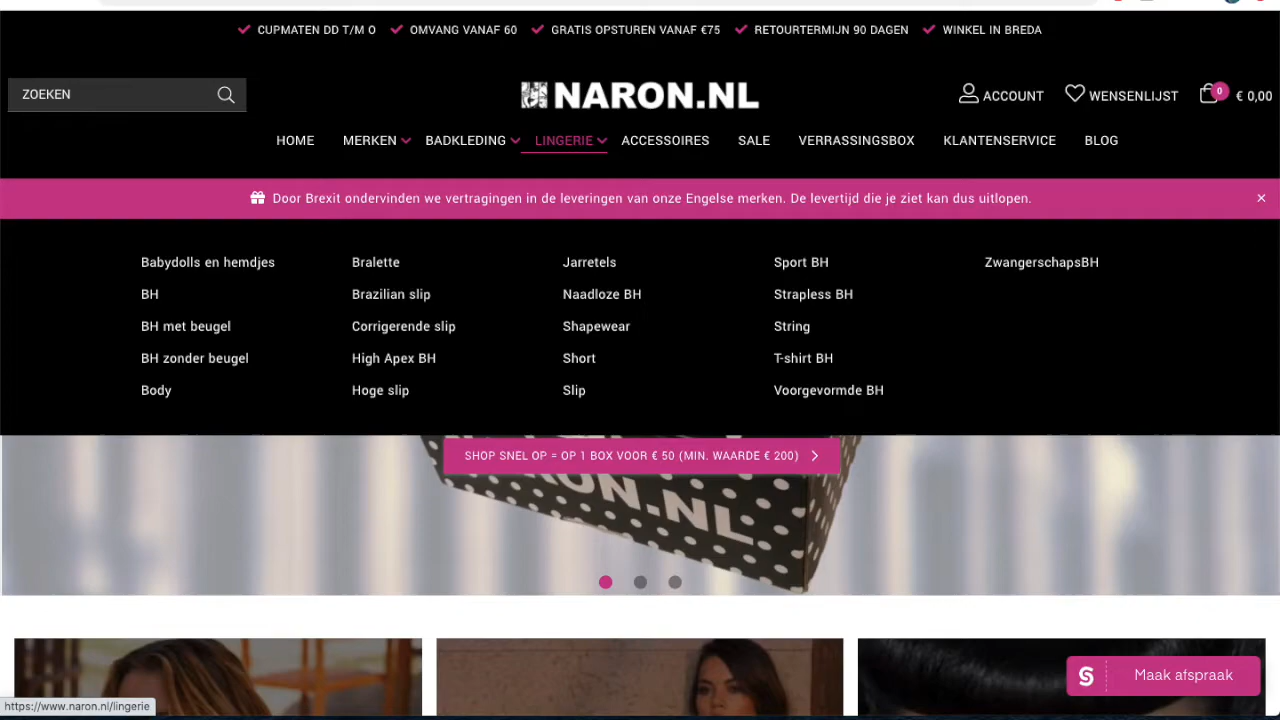 CUPMATEN DD T/M O OMVANG VANAF 60 GRATIS OPSTUREN VANAF €75 RETOURTERMIJN 90 DAGEN WINKEL IN BREDA
ZOEKEN
NARON.NL
ACCOUNT WENSENLIJST 0 € 0,00
HOME MERKEN BADKLEDING LINGERIE ACCESSOIRES SALE VERRASSINGSBOX KLANTENSERVICE BLOG
Door Brexit ondervinden we vertragingen in de leveringen van onze Engelse merken. De levertijd die je ziet kan dus uitlopen.
Babydolls en hemdjes Bralette Jarretels Sport BH ZwangerschapsBH
BH Brazilian slip Naadloze BH Strapless BH
BH met beugel Corrigerende slip Shapewear String
BH zonder beugel High Apex BH Short T-shirt BH
Body Hoge slip Slip Voorgevormde BH
SHOP SNEL OP = OP 1 BOX VOOR € 50 (MIN. WAARDE € 200)
NARON.NL
Maak afspraak
https://www.naron.nl/lingerie